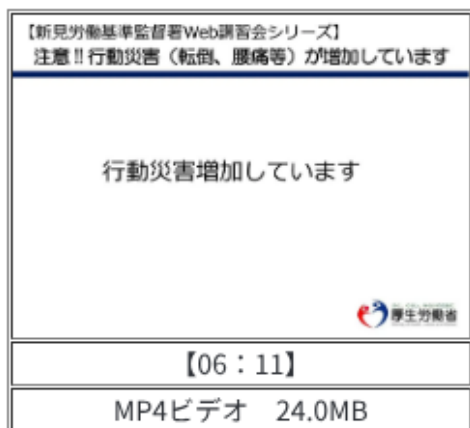 【新見労働基準監督署Web講習会シリーズ】
注意‼行動災害（転倒、腰痛等）が増加しています
行動災害増加しています
厚生労働省
【06：11】
MP4ビデオ　24.0MB